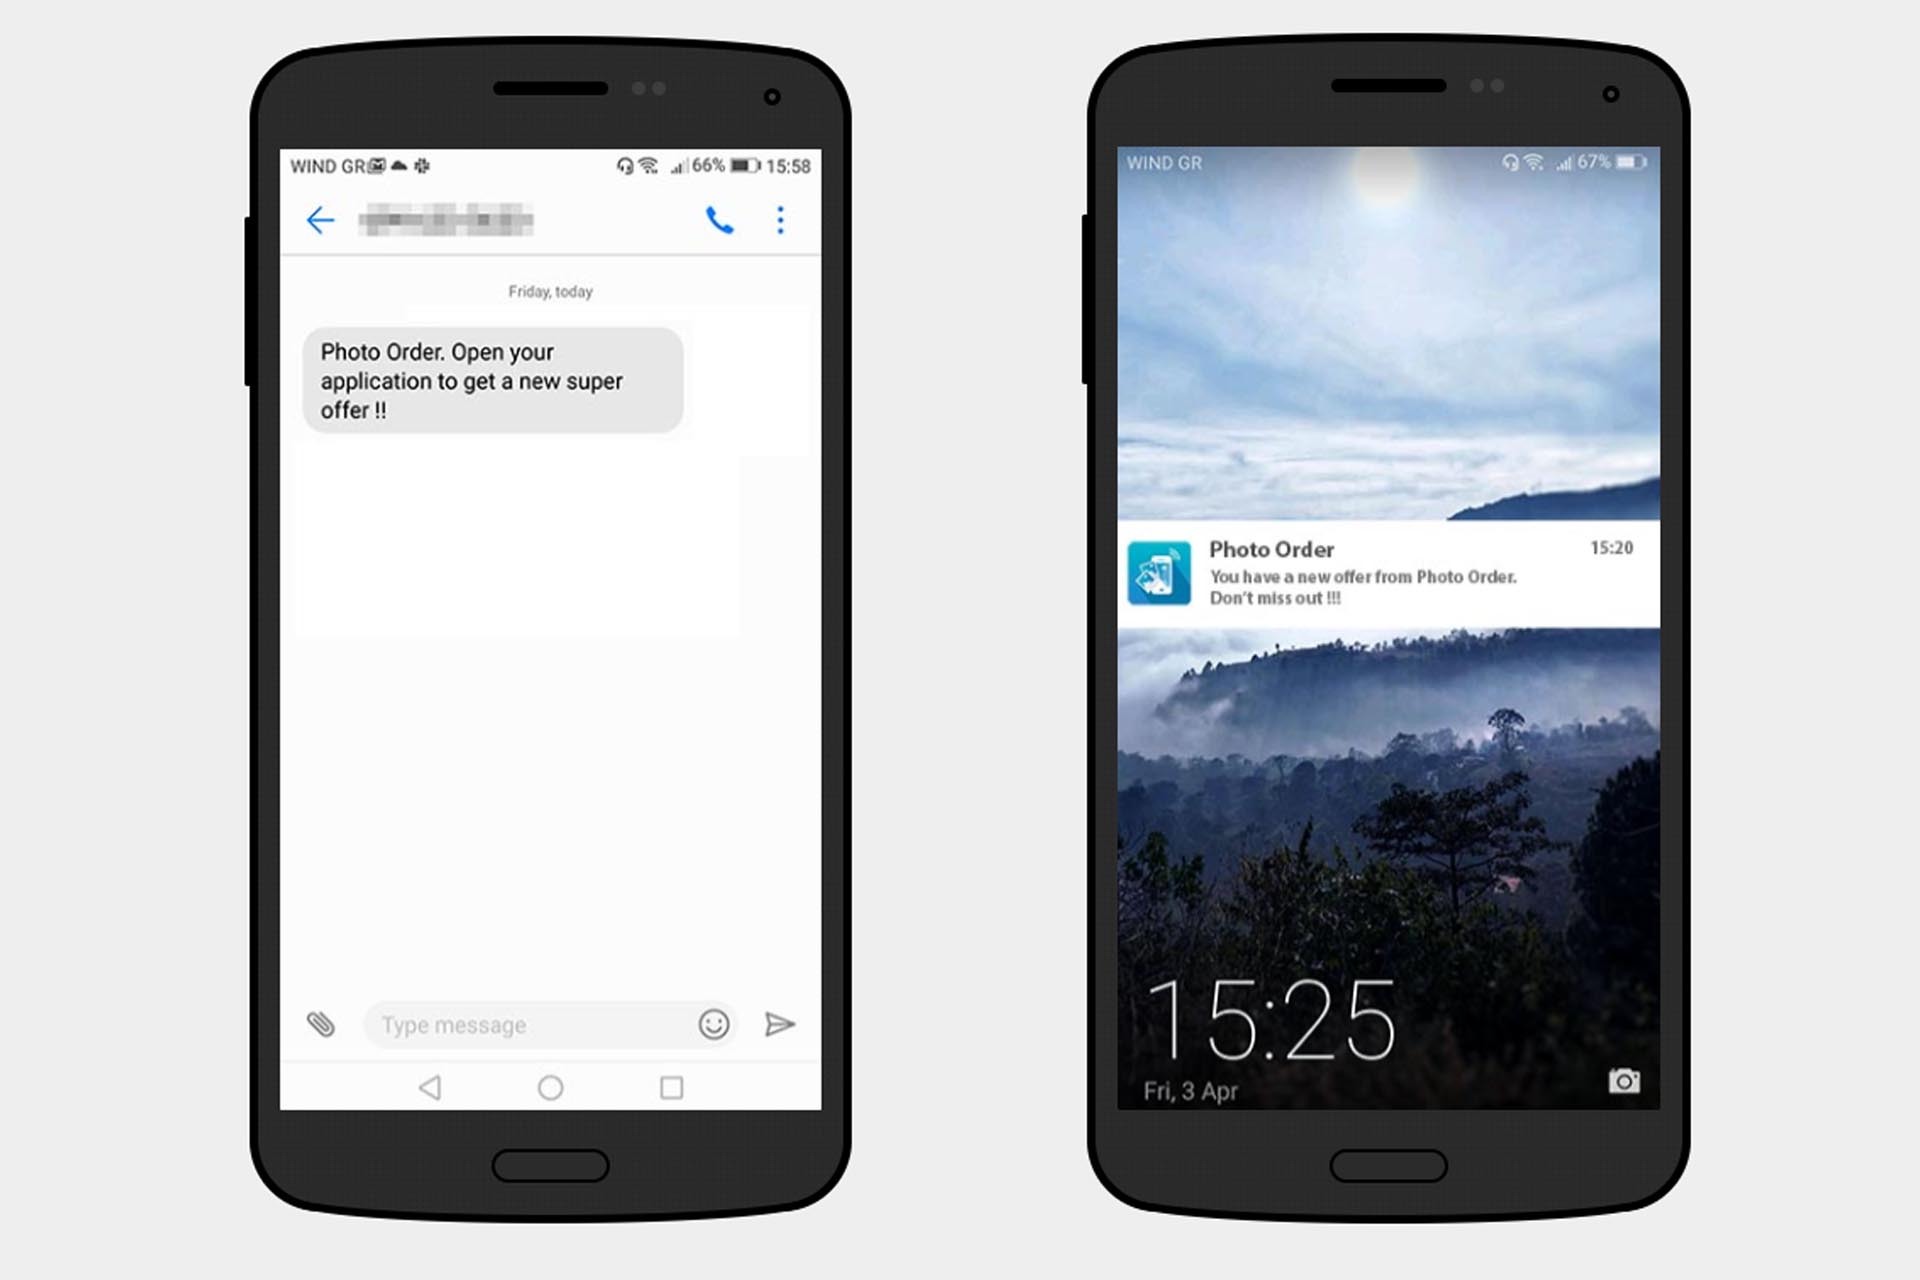 WIND GR 66% 15:58
Friday, today
Photo Order. Open your
application to get a new super
offer !!
Type message
WIND GR 67%
Photo Order 15:20
You have a new offer from Photo Order.
Don't miss out !!!
15:25
Fri, 3 Apr